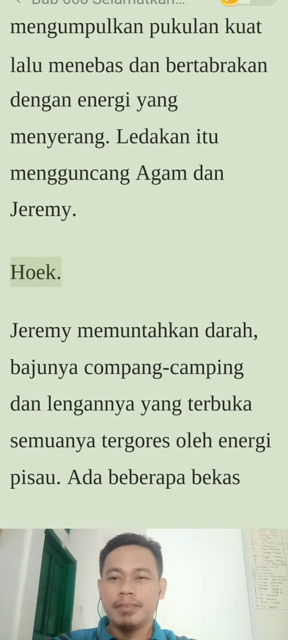 mengumpulkan pukulan kuat
lalu menebas dan bertabrakan
dengan energi yang
menyerang. Ledakan itu
mengguncang Agam dan
Jeremy.
Hoek.
Jeremy memuntahkan darah,
bajunya compang-camping
dan lengannya yang terbuka
semuanya tergores oleh energi
pisau. Ada beberapa bekas